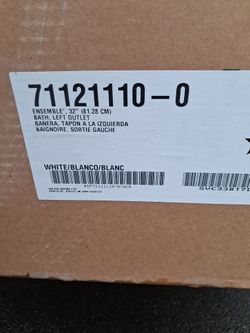 71121110-0
ENSEMBLE™, 32" (81.28 CM)
BATH, LEFT OUTLET
BANERA, TAPON A LA IZQUIERDA
BAIGNOIRE, SORTIE GAUCHE
WHITE/BLANCO/BLANC